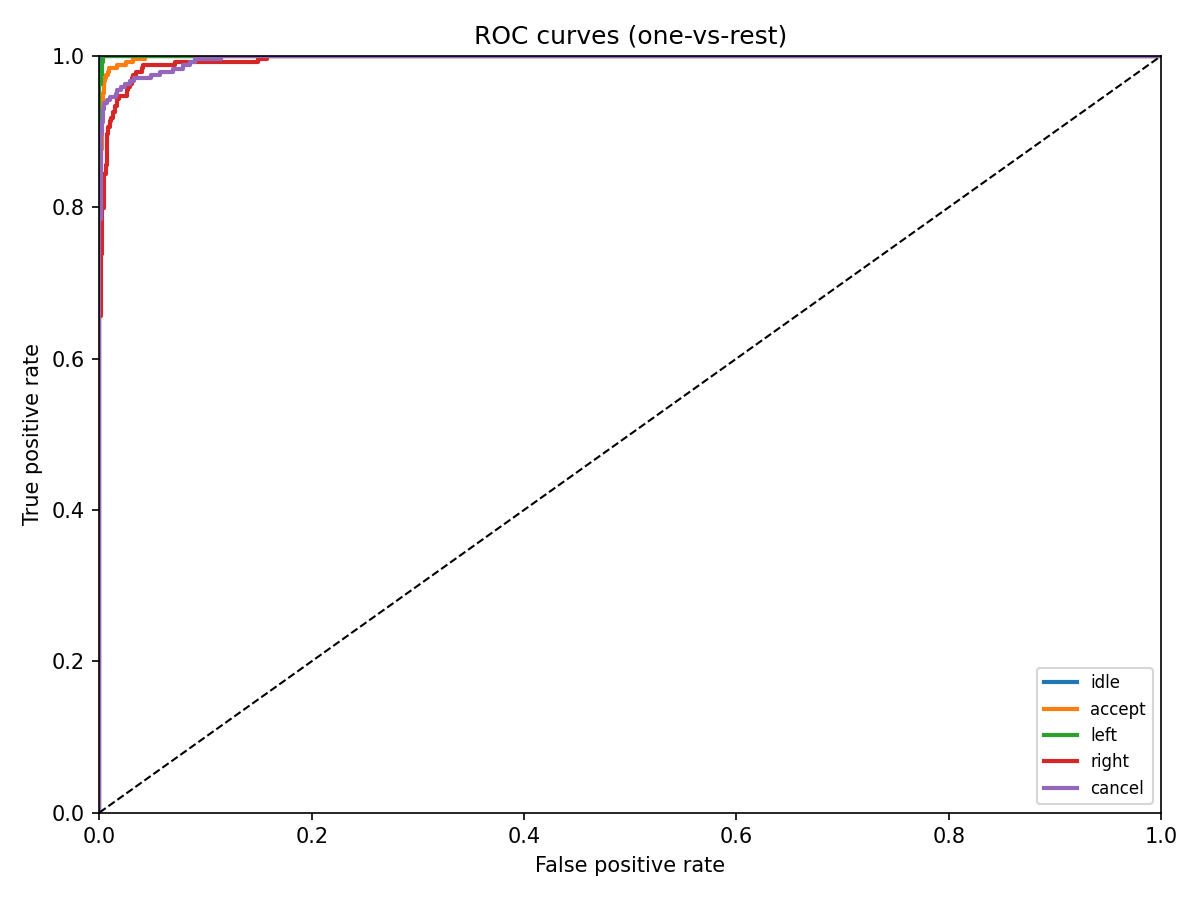 ROC curves (one-vs-rest)
True positive rate
1.0
0.8
0.6
0.4
0.2
0.0
0.0 0.2 0.4 0.6 0.8 1.0
False positive rate
idle
accept
left
right
cancel